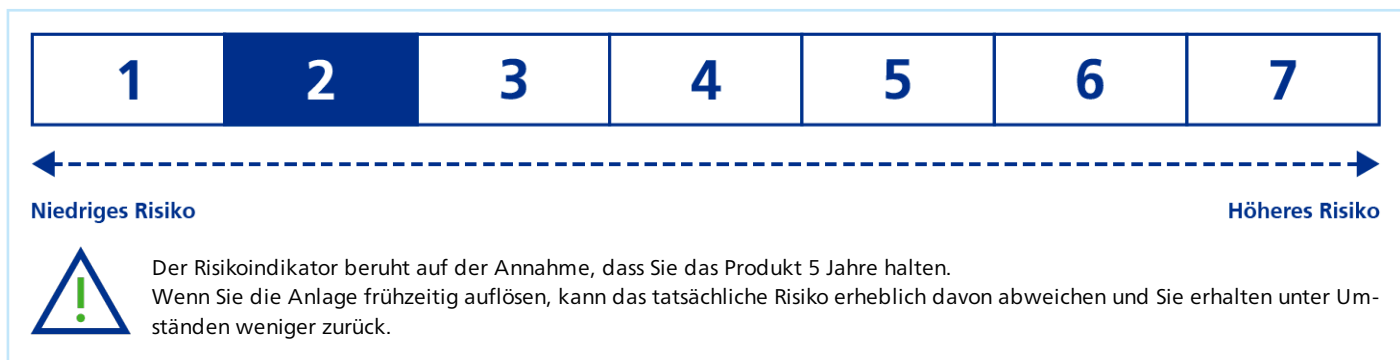 1 2 3 4 5 6 7
Niedriges Risiko Höheres Risiko
Der Risikoindikator beruht auf der Annahme, dass Sie das Produkt 5 Jahre halten.
Wenn Sie die Anlage frühzeitig auflösen, kann das tatsächliche Risiko erheblich davon abweichen und Sie erhalten unter Um-
ständen weniger zurück.